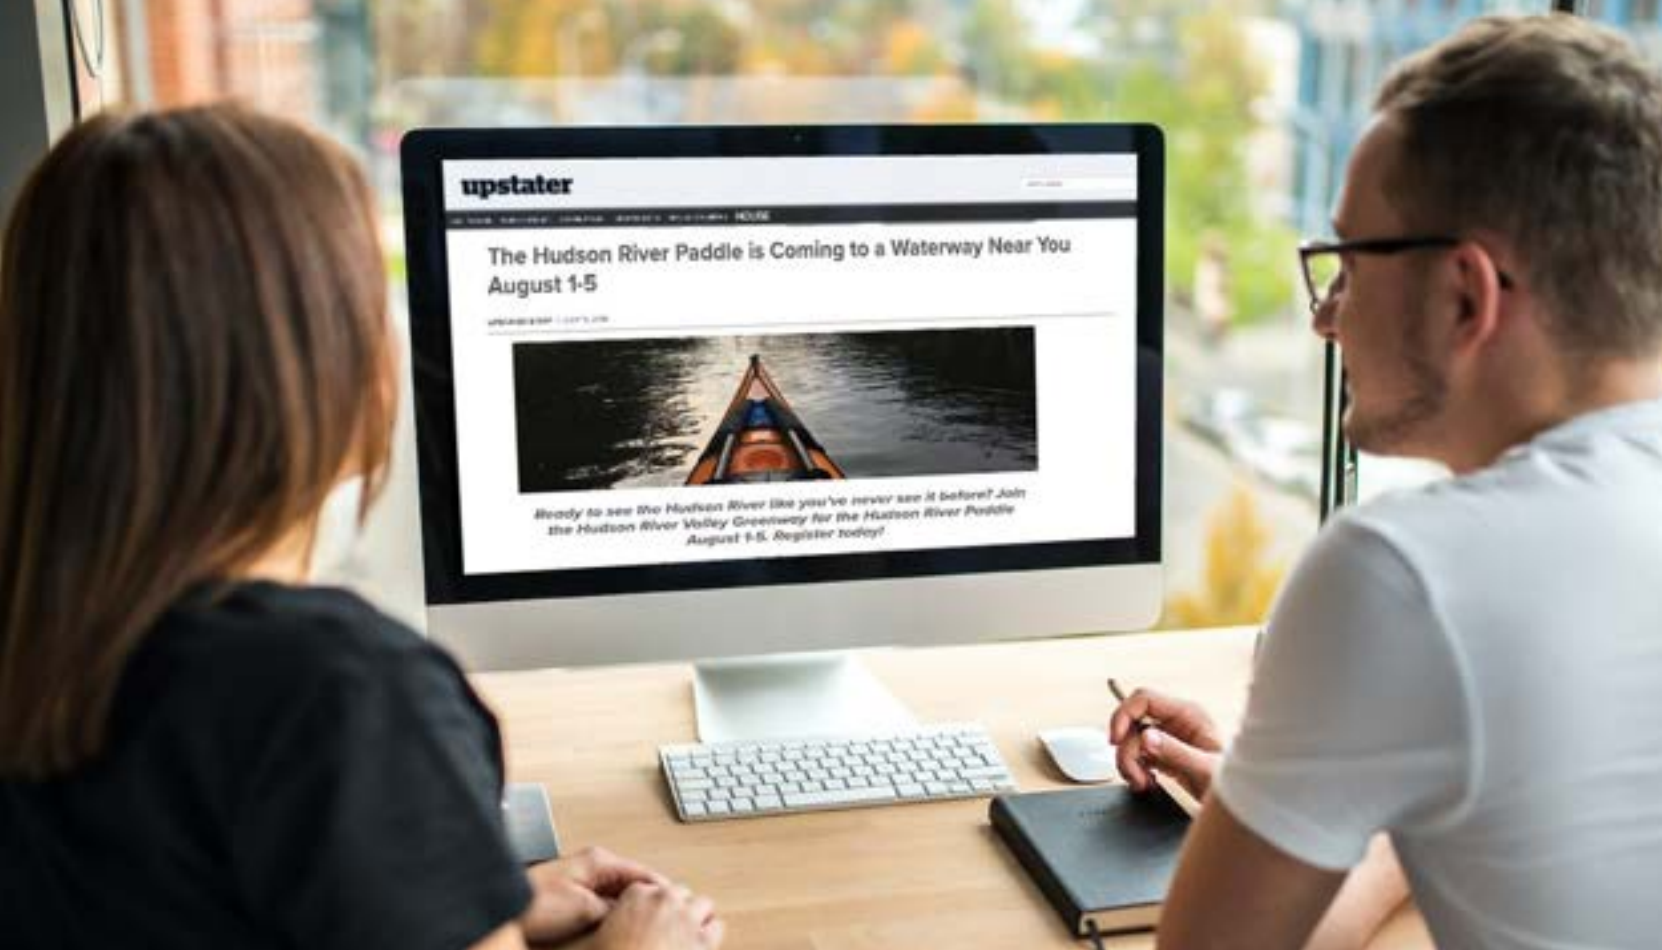 upstater
HOUSE
The Hudson River Paddle is Coming to a Waterway Near You
August 1-5
Ready to see the Hudson River like you've never see it before? Join
the Hudson River Valley Greenway for the Hudson River Paddle
August 1-5. Register today!